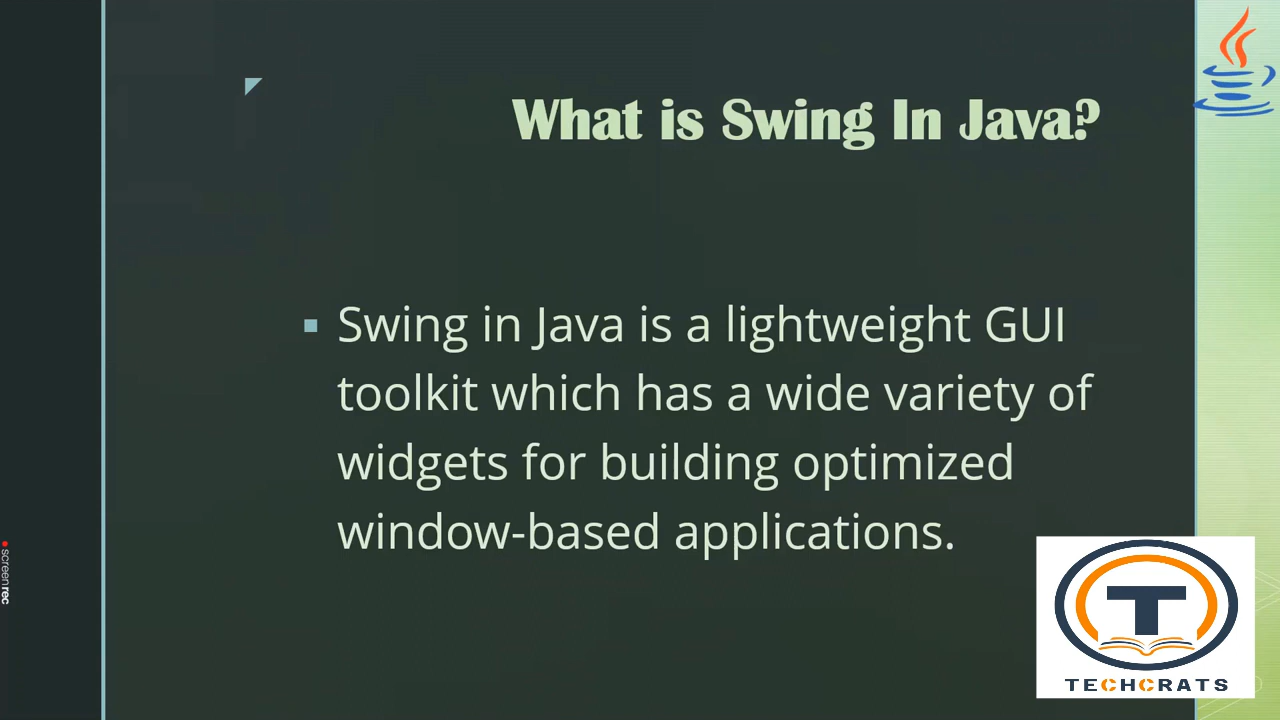 What is Swing In Java?
▪ Swing in Java is a lightweight GUI
toolkit which has a wide variety of
widgets for building optimized
window-based applications.
screenrec
T
TECHCRATS